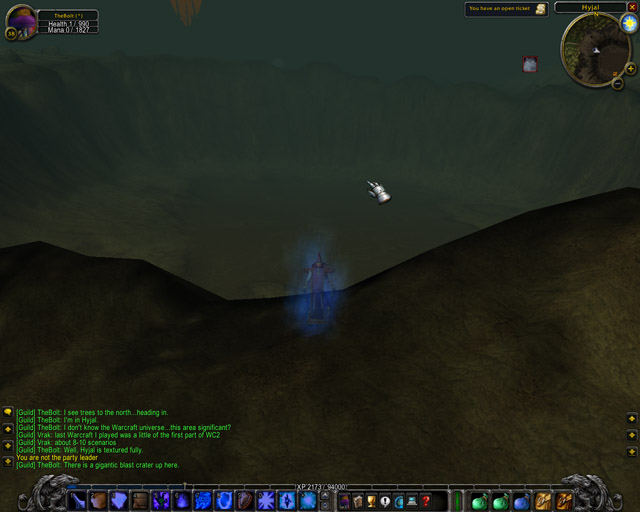 TheBolt (*)
Health 1 / 990
Mana 0 / 1827
38
You have an open ticket
Hyjal
N
[Guild] TheBolt: I see trees to the north...heading in.
[Guild] TheBolt: I'm in Hyjal.
[Guild] TheBolt: I don't know the Warcraft universe...this area significant?
[Guild] Vrak: last Warcraft I played was a little of the first part of WC2
[Guild] Vrak: about 8-10 scenarios
[Guild] TheBolt: Well, Hyjal is textured fully.
You are not the party leader
[Guild] TheBolt: There is a gigantic blast crater up here.
XP 2173 / 94000